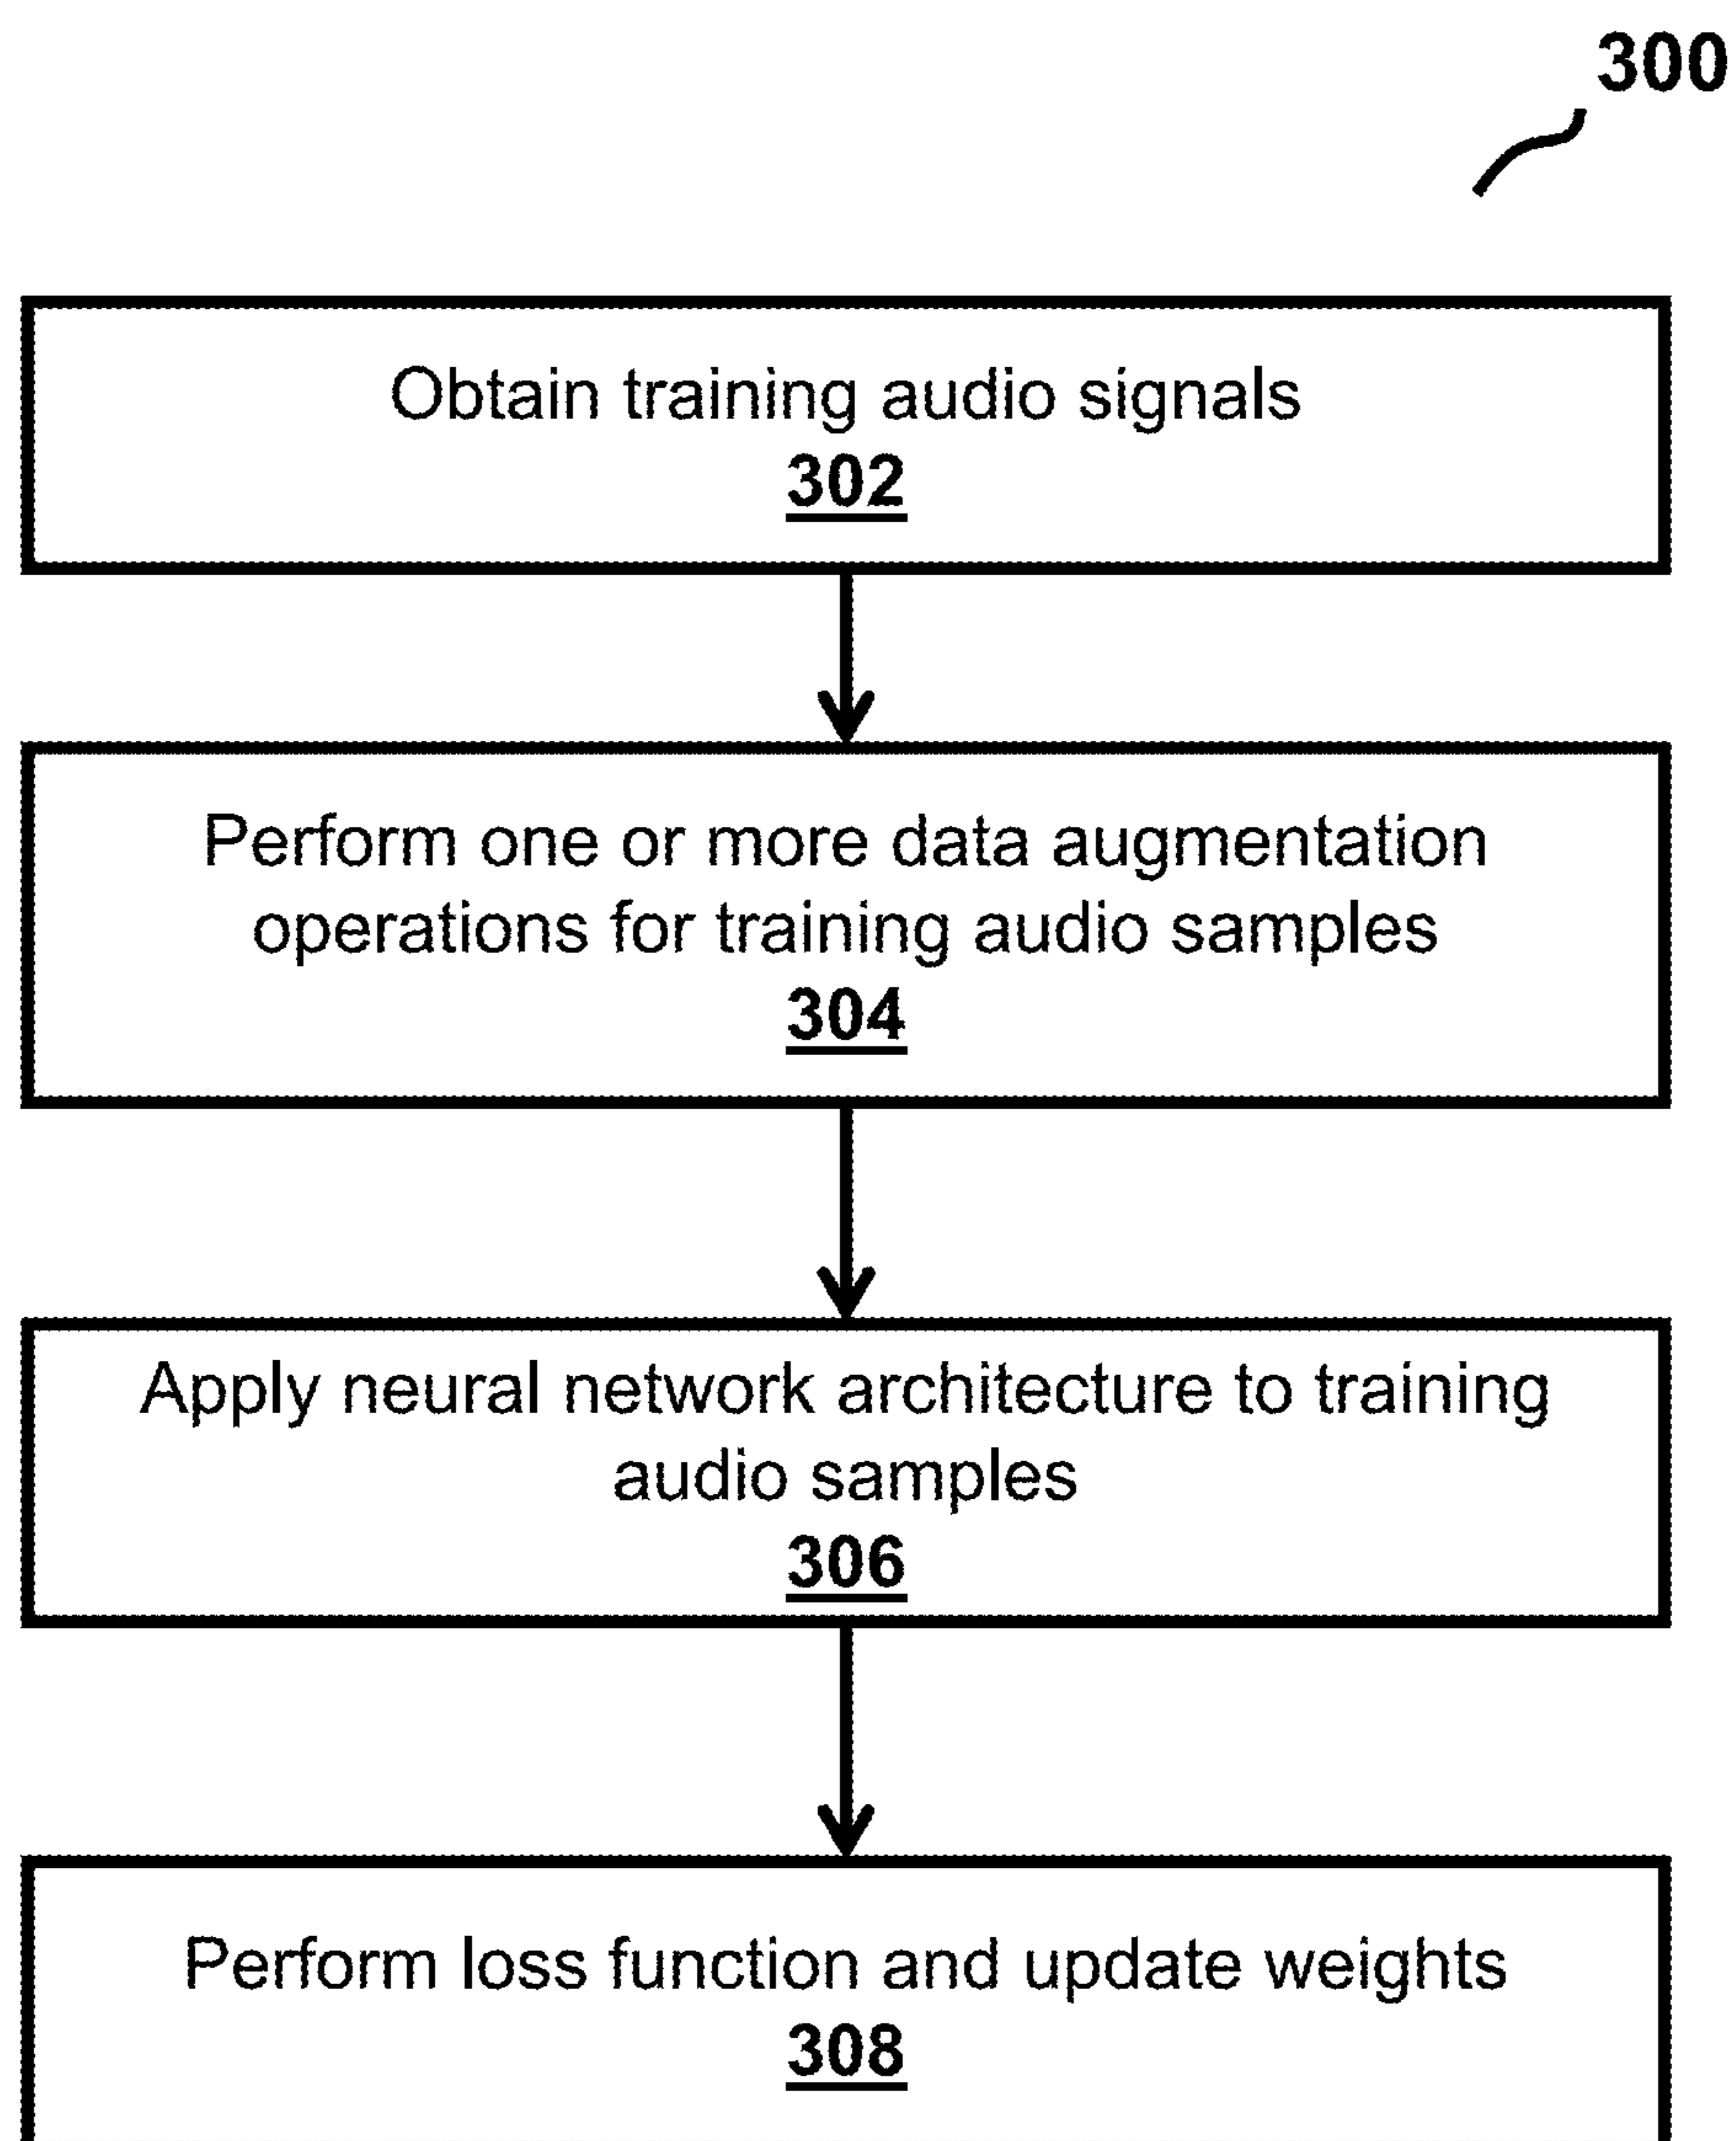 300
Obtain training audio signals
302
Perform one or more data augmentation
operations for training audio samples
304
Apply neural network architecture to training
audio samples
306
Perform loss function and update weights
308